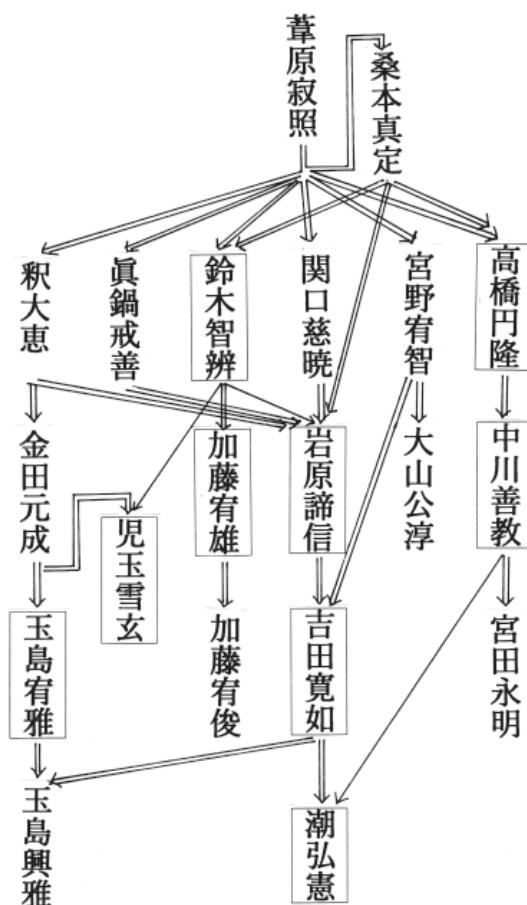 葦原寂照
桑本真定
釈大恵
眞鍋戒善
鈴木智辨
関口慈暁
宮野宥智
高橋円隆
金田元成
児玉雪玄
加藤宥雄
岩原諦信
大山公淳
中川善教
玉島宥雅
加藤宥俊
吉田寛如
宮田永明
玉島興雅
潮弘憲